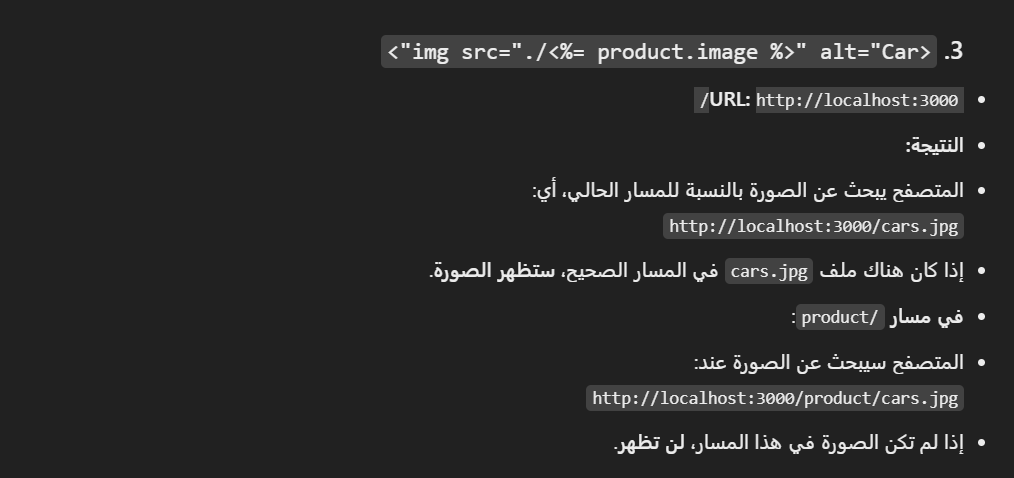 3. <img src="./<%= product.image %>" alt="Car">
URL: http://localhost:3000/
النتيجة:
المتصفح يبحث عن الصورة بالنسبة للمسار الحالي، أي:
http://localhost:3000/cars.jpg
إذا كان هناك ملف cars.jpg في المسار الصحيح، ستظهر الصورة.
في مسار /product:
المتصفح سيبحث عن الصورة عند:
http://localhost:3000/product/cars.jpg
إذا لم تكن الصورة في هذا المسار، لن تظهر.